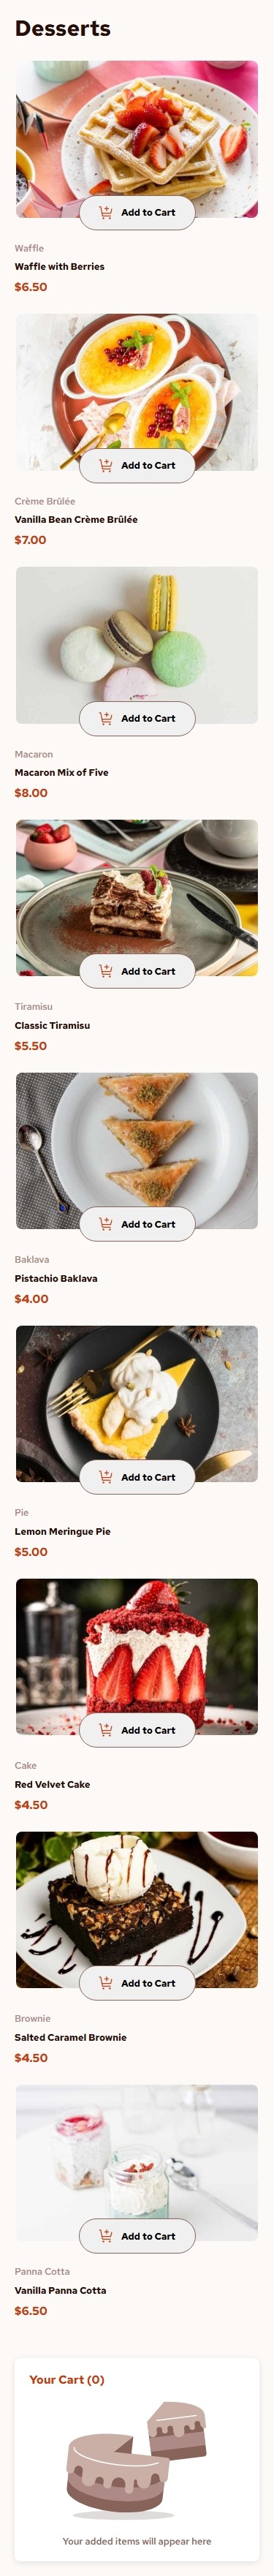 Desserts
Add to Cart
Waffle
Waffle with Berries
$6.50
Add to Cart
Crème Brûlée
Vanilla Bean Crème Brûlée
$7.00
Add to Cart
Macaron
Macaron Mix of Five
$8.00
Add to Cart
Tiramisu
Classic Tiramisu
$5.50
Add to Cart
Baklava
Pistachio Baklava
$4.00
Add to Cart
Pie
Lemon Meringue Pie
$5.00
Add to Cart
Cake
Red Velvet Cake
$4.50
Add to Cart
Brownie
Salted Caramel Brownie
$4.50
Add to Cart
Panna Cotta
Vanilla Panna Cotta
$6.50
Your Cart (0)
Your added items will appear here